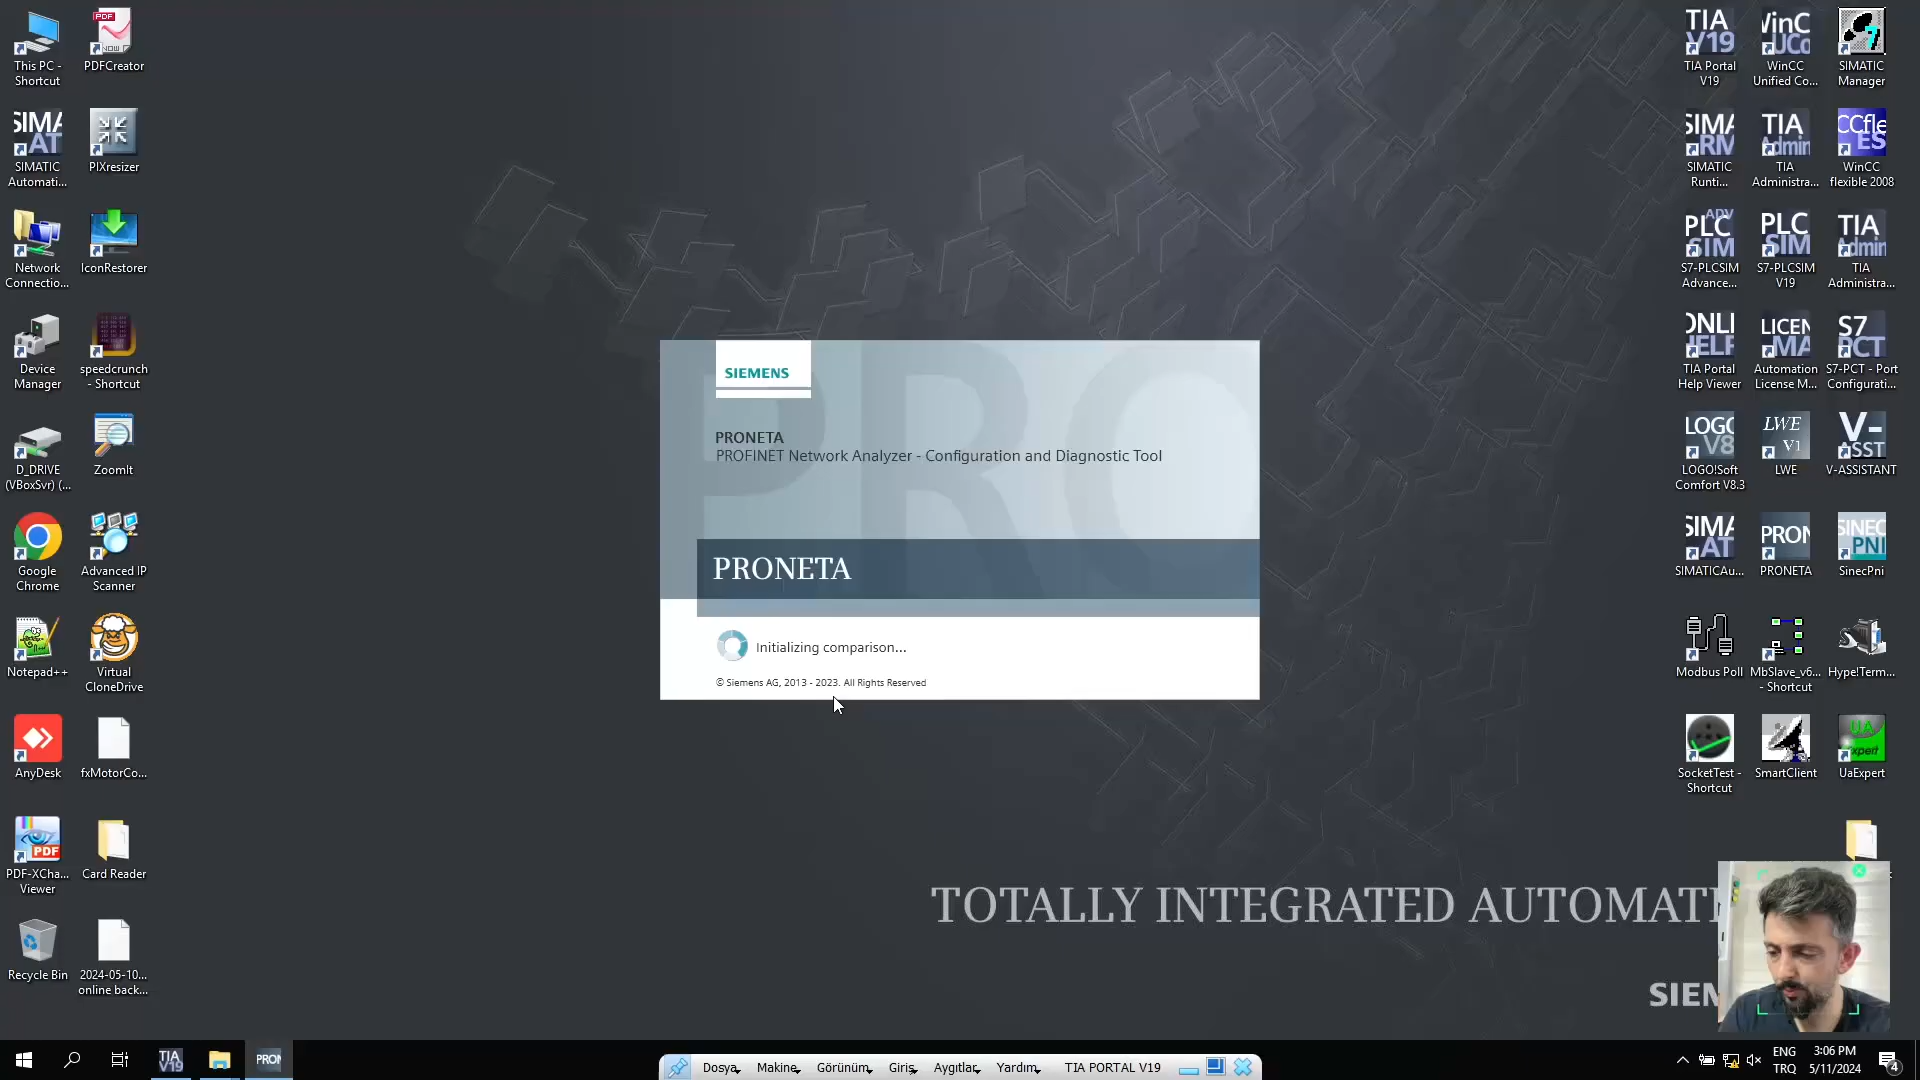 This PC -
Shortcut
PDFCreator
SIMATIC
Automati...
PIXresizer
Network
Connectio...
IconRestorer
Device
Manager
speedcrunch
- Shortcut
D_DRIVE
(VBoxSvr) (...
ZoomIt
Google
Chrome
Advanced IP
Scanner
Notepad++
Virtual
CloneDrive
AnyDesk
fxMotorCo...
PDF-XCha...
Viewer
Card Reader
Recycle Bin
2024-05-10...
online back...
SIEMENS
PRONETA
PROFINET Network Analyzer - Configuration and Diagnostic Tool
PRONETA
Initializing comparison...
© Siemens AG, 2013 - 2023. All Rights Reserved
TIA Portal
V19
WinCC
Unified Co...
SIMATIC
Manager
SIMATIC
Runti...
TIA
Administra...
WinCC
flexible 2008
S7-PLCSIM
Advance...
S7-PLCSIM
V19
TIA
Administra...
TIA Portal
Help Viewer
Automation
License M...
S7-PCT - Port
Configurati...
LOGO!Soft
Comfort V8.3
LWE
V-ASSISTANT
SIMATICAu...
PRONETA
SinecPni
Modbus Poll
MbSlave_v6...
- Shortcut
Hype!Term...
SocketTest -
Shortcut
SmartClient
UaExpert
TOTALLY INTEGRATED AUTOMATI
SIEM
Dosya Makine Görünüm Giriş Aygıtlar Yardım TIA PORTAL V19
ENG
TRQ
3:06 PM
5/11/2024
4